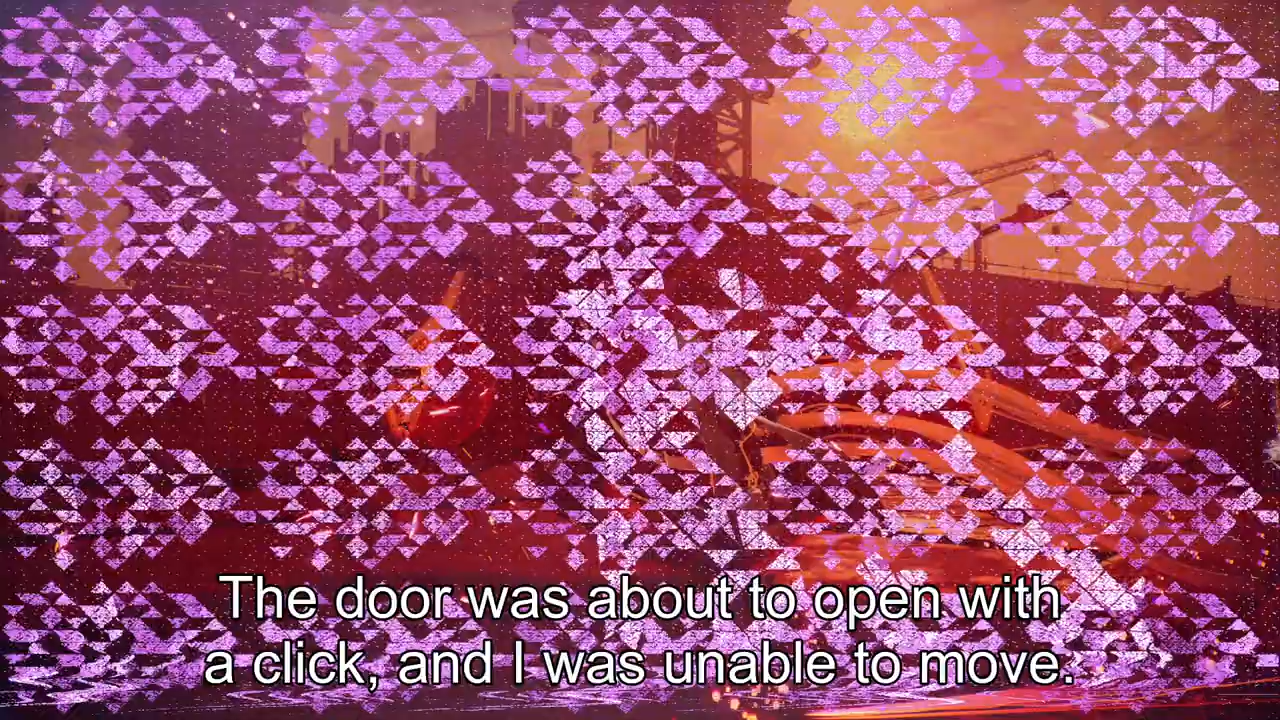 The door was about to open with
a click, and I was unable to move.